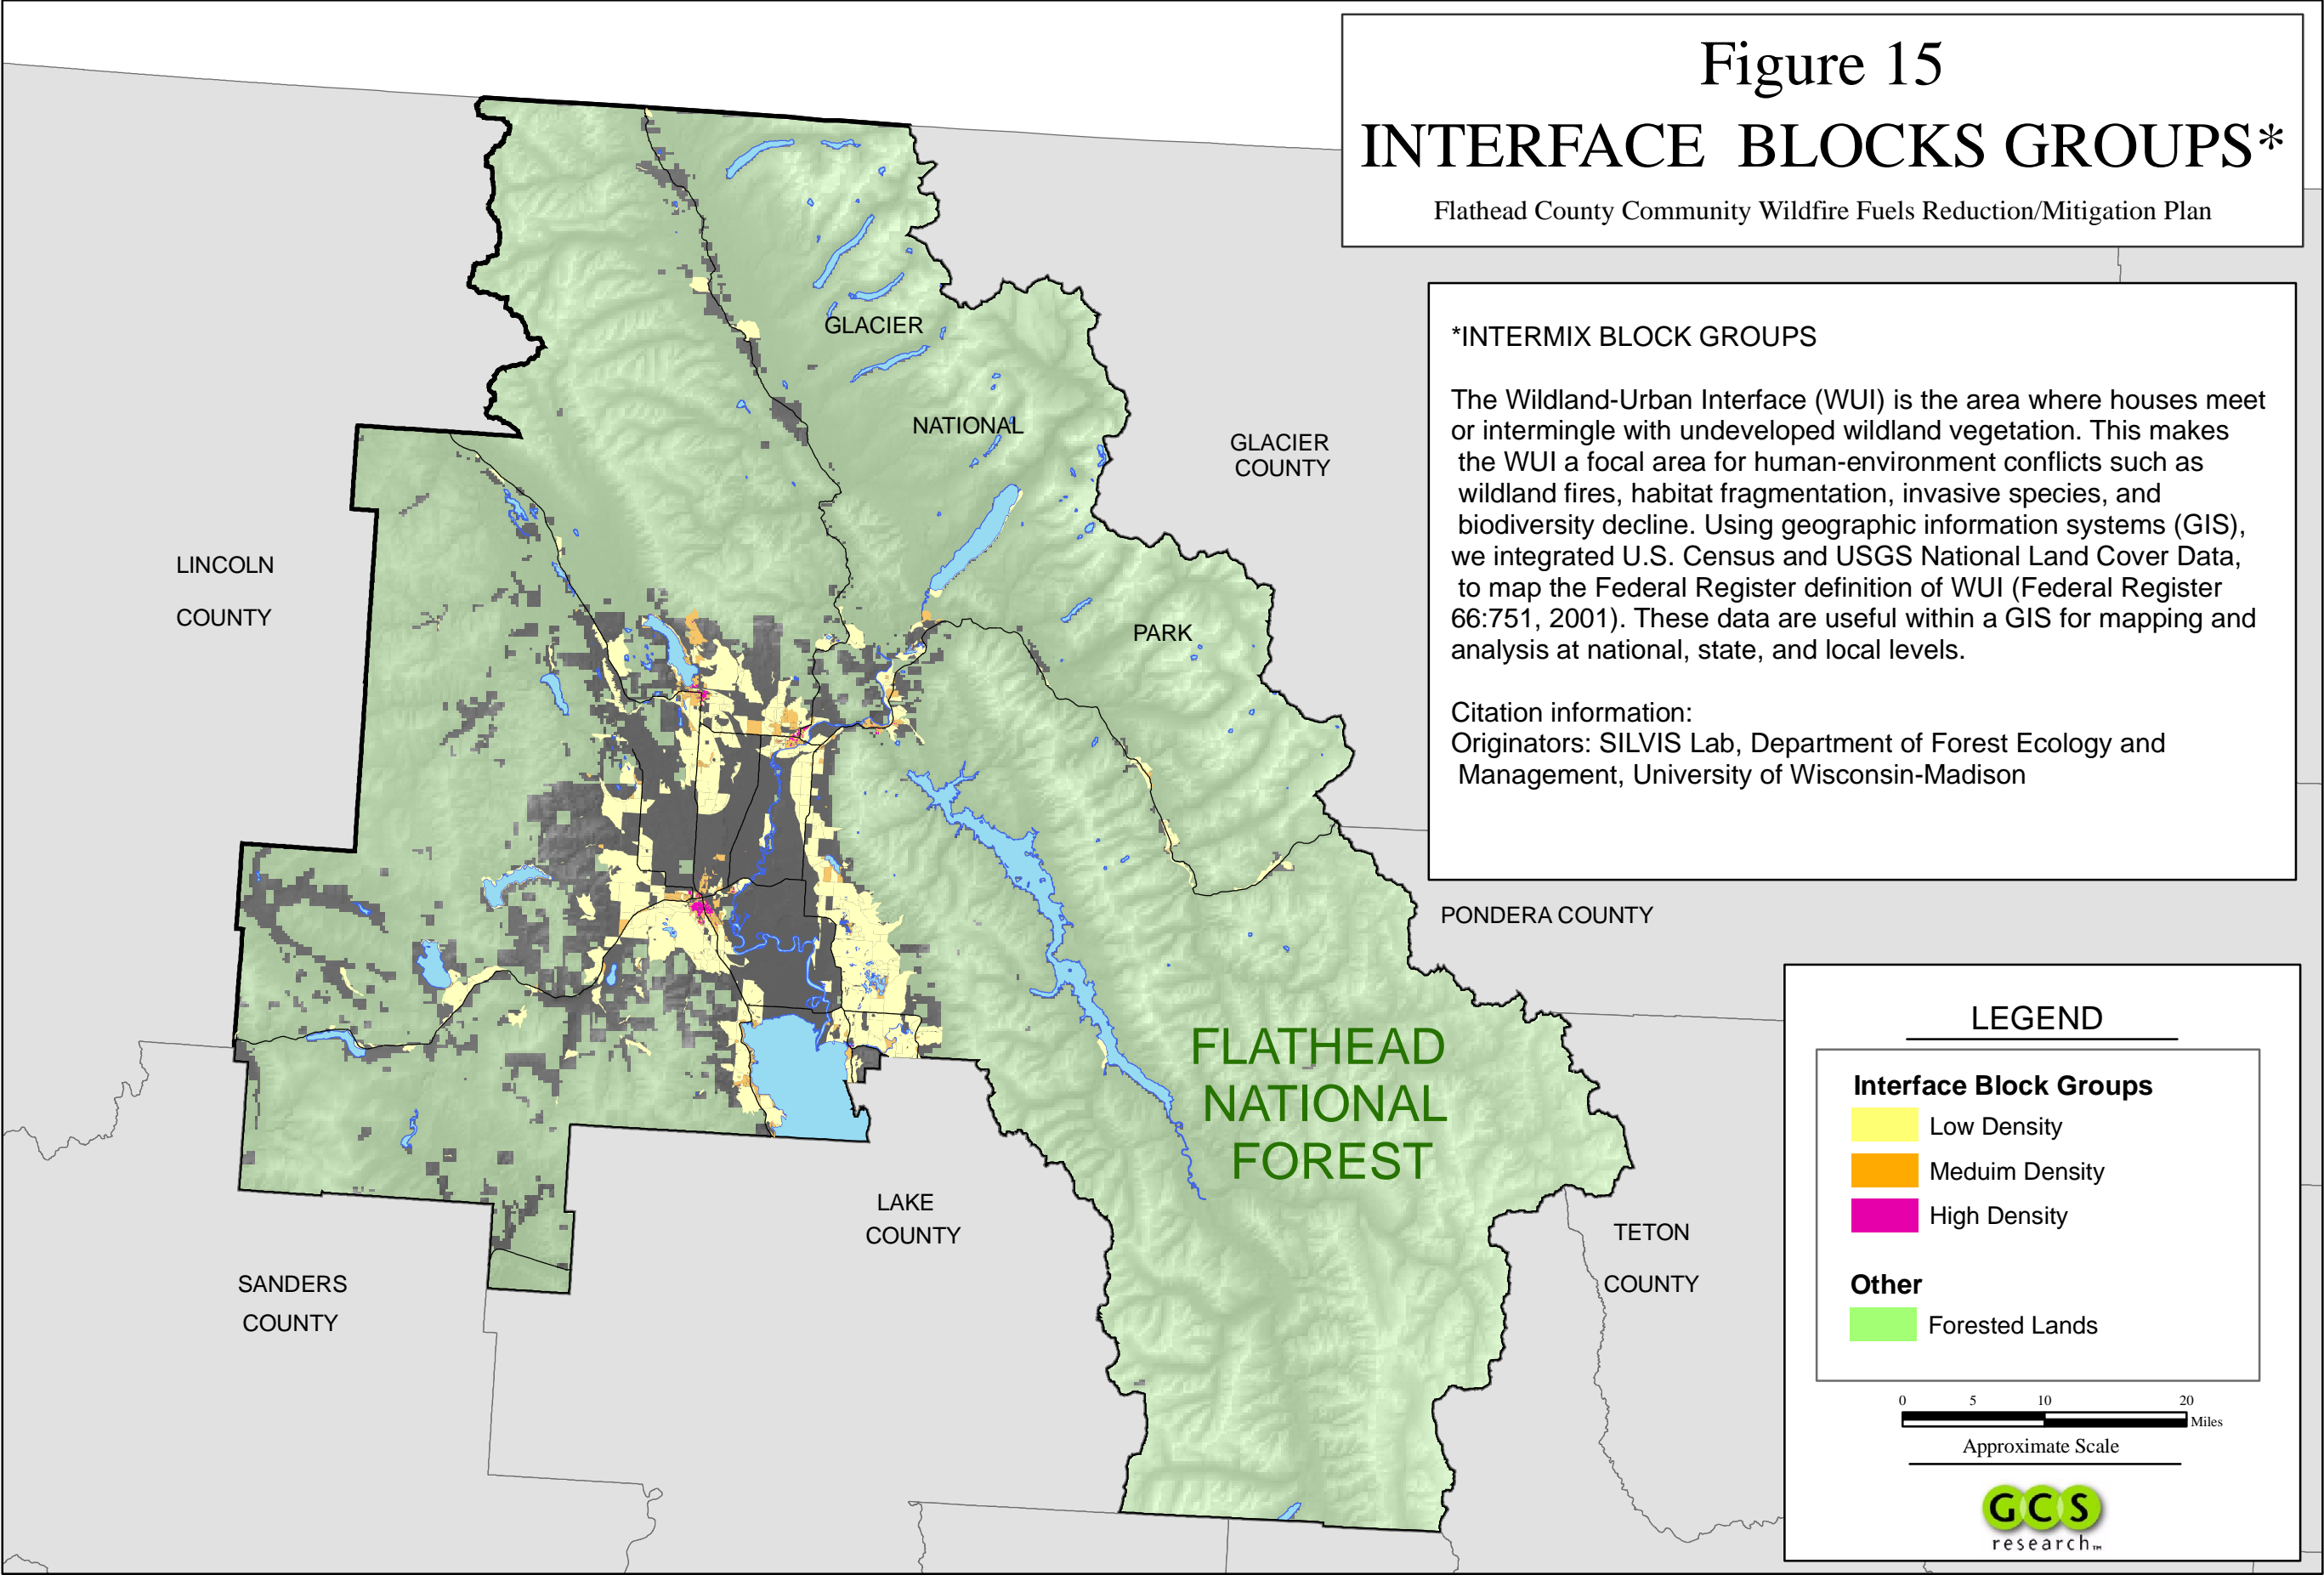 Figure 15
INTERFACE BLOCKS GROUPS*
Flathead County Community Wildfire Fuels Reduction/Mitigation Plan
*INTERMIX BLOCK GROUPS
The Wildland-Urban Interface (WUI) is the area where houses meet
or intermingle with undeveloped wildland vegetation. This makes
the WUI a focal area for human-environment conflicts such as
wildland fires, habitat fragmentation, invasive species, and
biodiversity decline. Using geographic information systems (GIS),
we integrated U.S. Census and USGS National Land Cover Data,
to map the Federal Register definition of WUI (Federal Register
66:751, 2001). These data are useful within a GIS for mapping and
analysis at national, state, and local levels.
Citation information:
Originators: SILVIS Lab, Department of Forest Ecology and
Management, University of Wisconsin-Madison
GLACIER
NATIONAL
PARK
GLACIER
COUNTY
LINCOLN
COUNTY
PONDERA COUNTY
FLATHEAD
NATIONAL
FOREST
LAKE
COUNTY
TETON
COUNTY
SANDERS
COUNTY
LEGEND
Interface Block Groups
Low Density
Meduim Density
High Density
Other
Forested Lands
0 5 10 20
Miles
Approximate Scale
GCS
research™